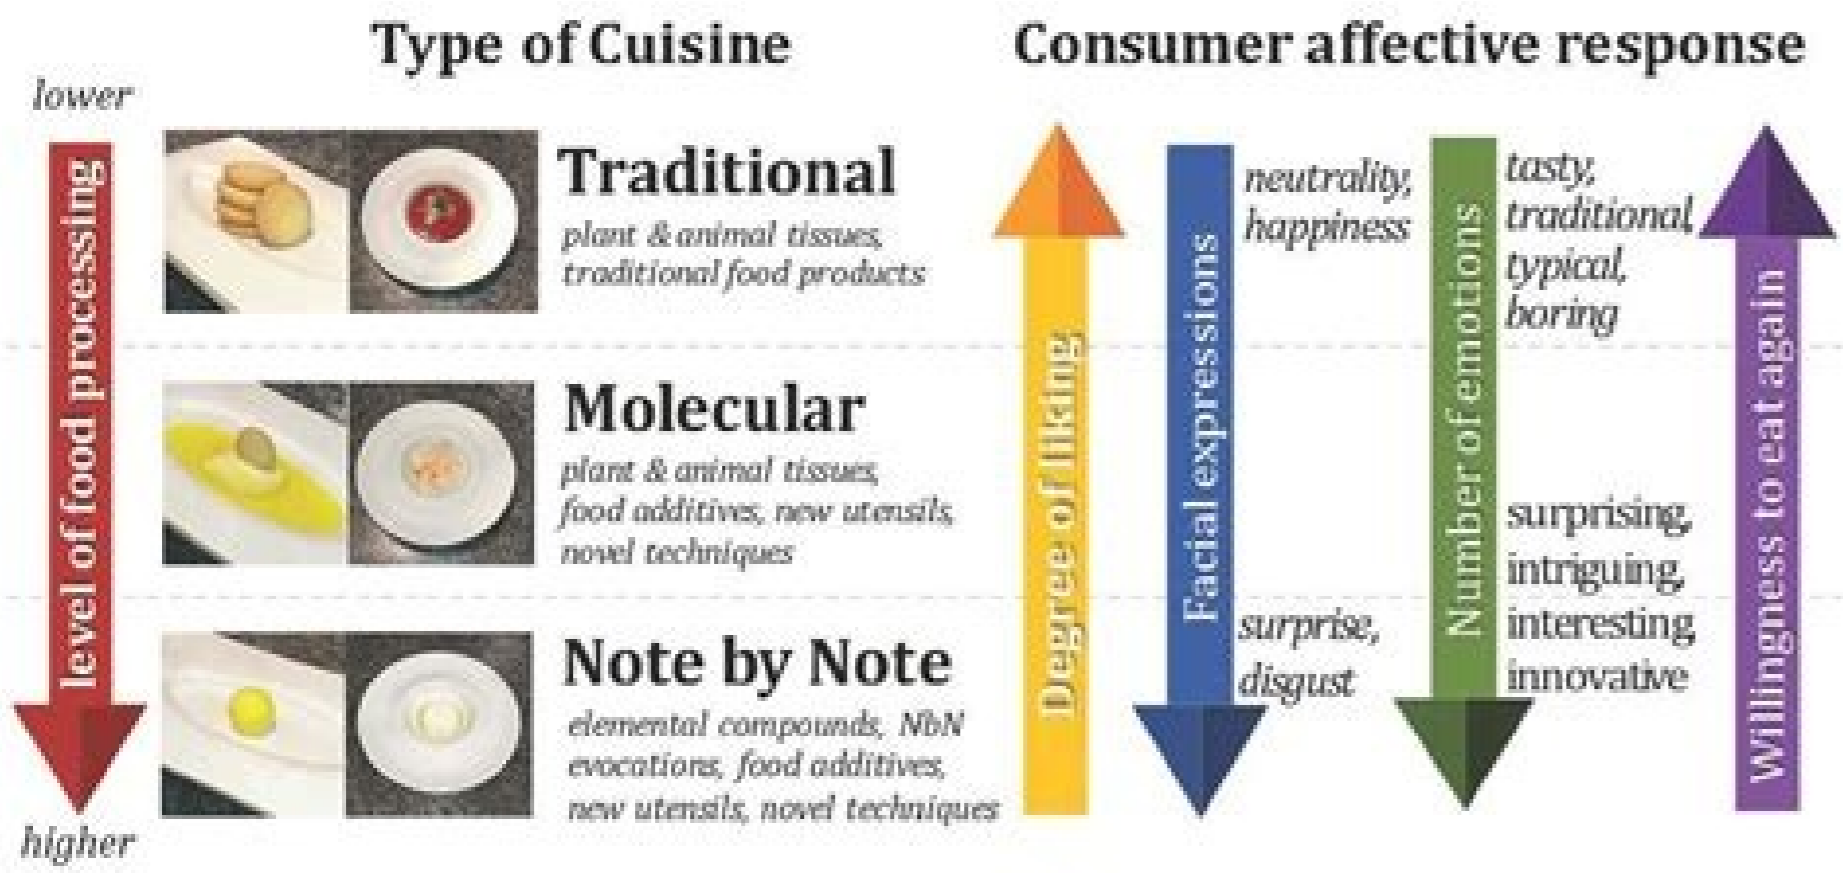 Type of Cuisine
Consumer affective response
lower
level of food processing
higher
Traditional
plant & animal tissues,
traditional food products
Molecular
plant & animal tissues,
food additives, new utensils,
novel techniques
Note by Note
elemental compounds, NbN
evocations, food additives,
new utensils, novel techniques
Degree of liking
Facial expressions
neutrality,
happiness
surprise,
disgust
Number of emotions
tasty,
traditional,
typical,
boring
surprising,
intriguing,
interesting,
innovative
Willingness to eat again